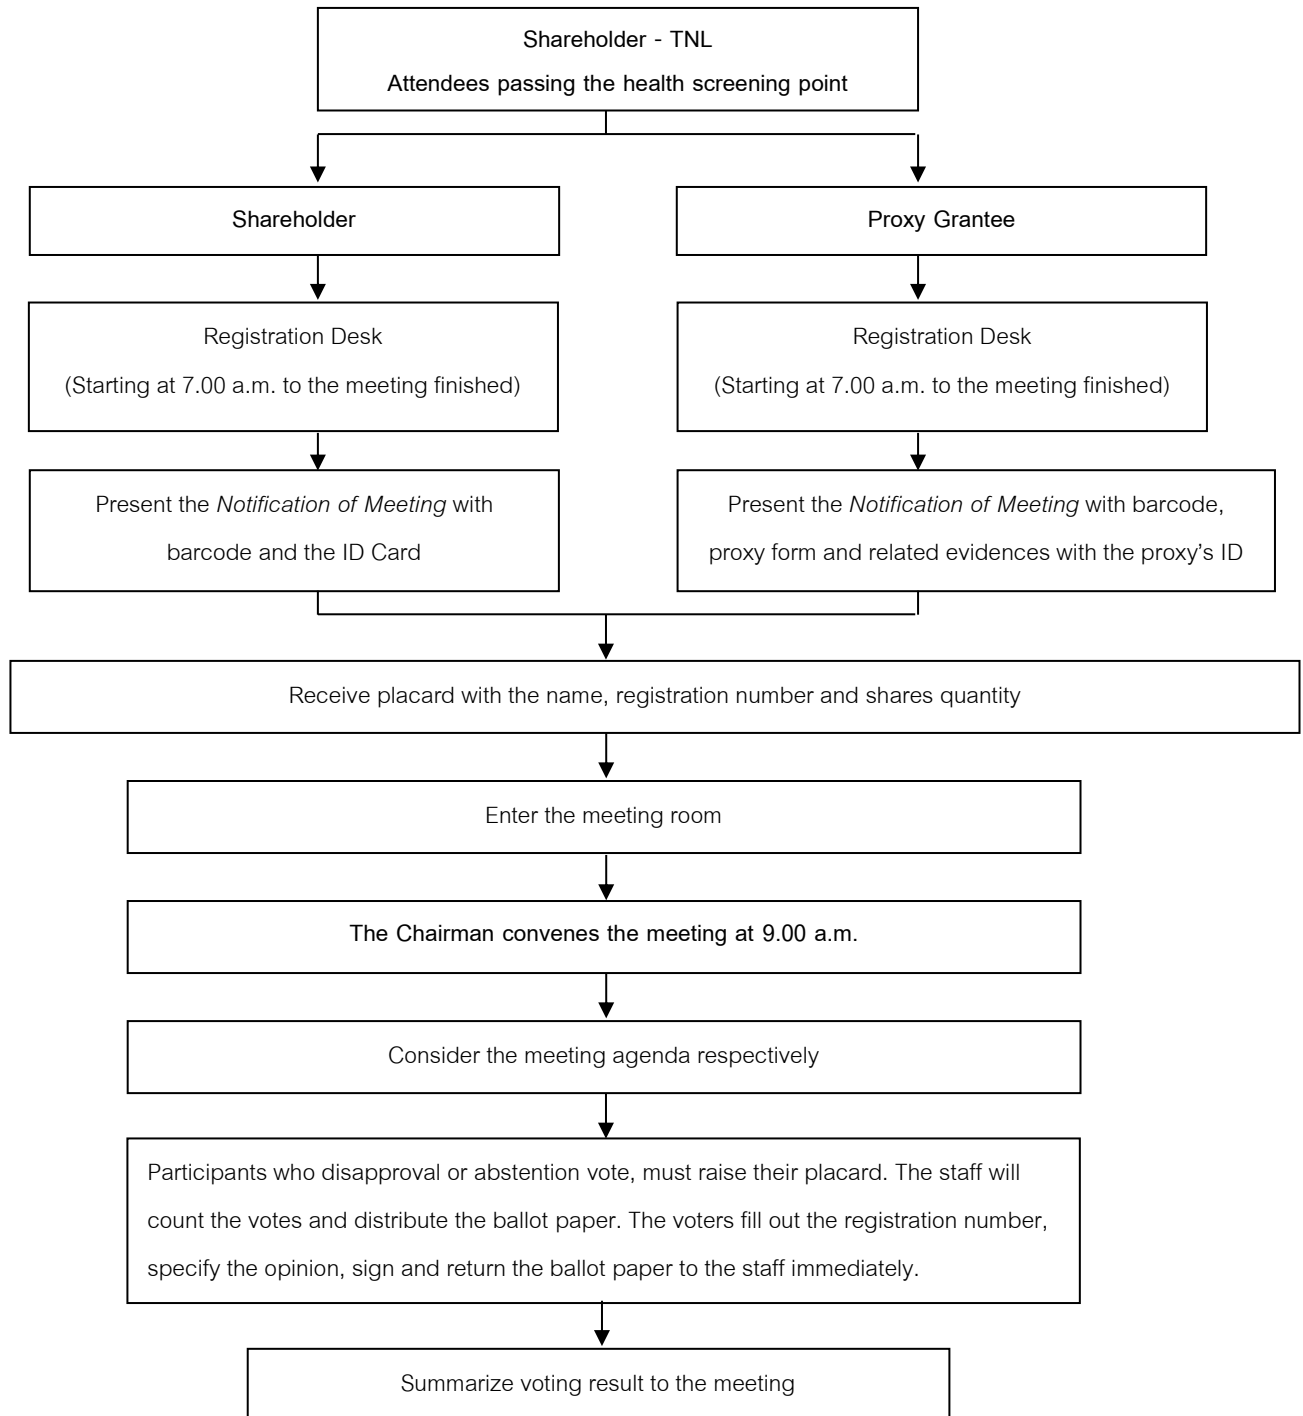 Shareholder - TNL
Attendees passing the health screening point
Shareholder
Proxy Grantee
Registration Desk
(Starting at 7.00 a.m. to the meeting finished)
Registration Desk
(Starting at 7.00 a.m. to the meeting finished)
Present the Notification of Meeting with
barcode and the ID Card
Present the Notification of Meeting with barcode,
proxy form and related evidences with the proxy’s ID
Receive placard with the name, registration number and shares quantity
Enter the meeting room
The Chairman convenes the meeting at 9.00 a.m.
Consider the meeting agenda respectively
Participants who disapproval or abstention vote, must raise their placard. The staff will
count the votes and distribute the ballot paper. The voters fill out the registration number,
specify the opinion, sign and return the ballot paper to the staff immediately.
Summarize voting result to the meeting